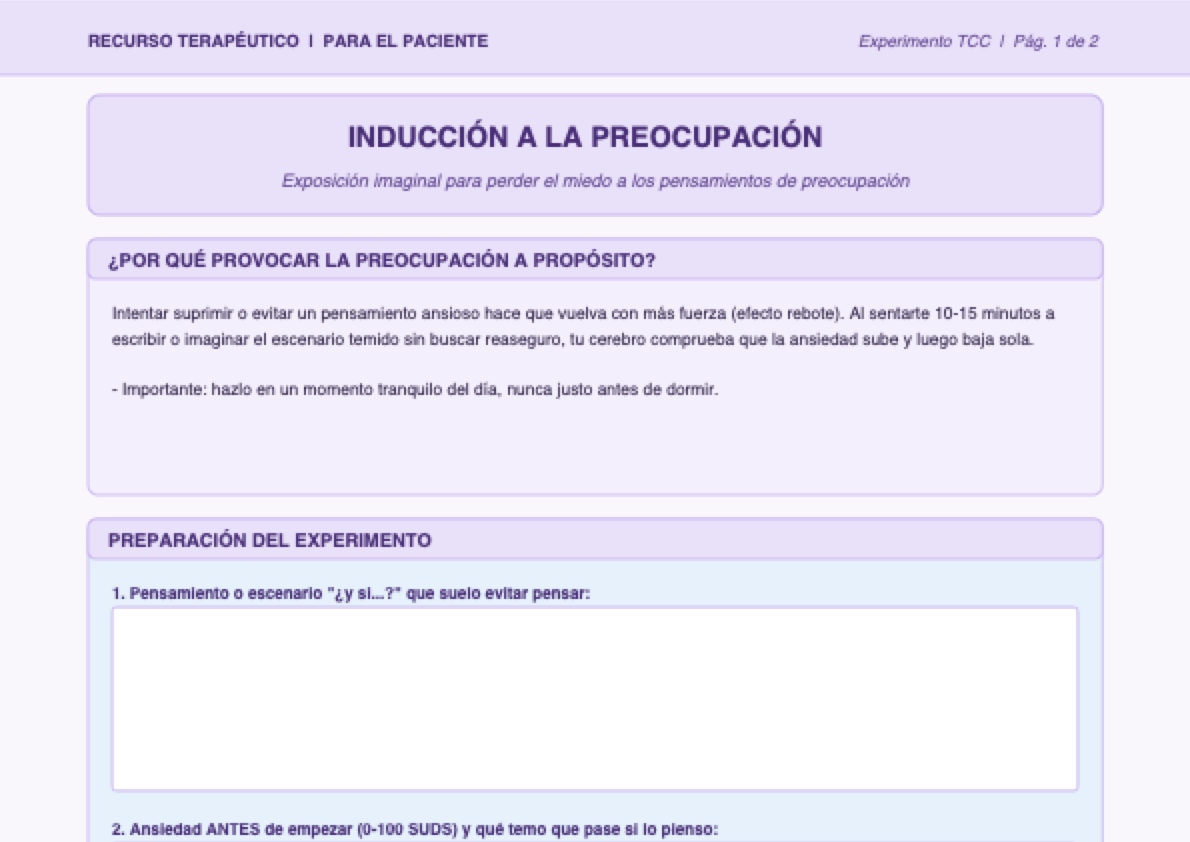 RECURSO TERAPÉUTICO | PARA EL PACIENTE
Experimento TCC | Pág. 1 de 2
INDUCCIÓN A LA PREOCUPACIÓN
Exposición imaginal para perder el miedo a los pensamientos de preocupación
¿POR QUÉ PROVOCAR LA PREOCUPACIÓN A PROPÓSITO?
Intentar suprimir o evitar un pensamiento ansioso hace que vuelva con más fuerza (efecto rebote). Al sentarte 10-15 minutos a
escribir o imaginar el escenario temido sin buscar reaseguro, tu cerebro comprueba que la ansiedad sube y luego baja sola.
- Importante: hazlo en un momento tranquilo del día, nunca justo antes de dormir.
PREPARACIÓN DEL EXPERIMENTO
1. Pensamiento o escenario "¿y si...?" que suelo evitar pensar:
2. Ansiedad ANTES de empezar (0-100 SUDS) y qué temo que pase si lo pienso: